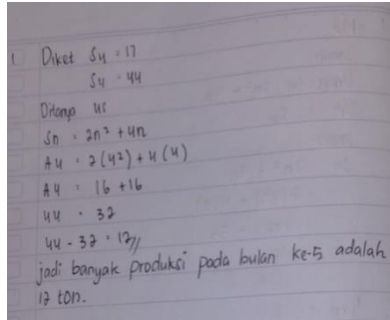 1. Diket S4 = 17
S4 = 44
Ditanya U5
Sn = 2n² + 4n
A4 = 2(4²) + 4(4)
A4 = 16 + 16
44 = 32
44 - 32 = 12//
jadi banyak produksi pada bulan ke-5 adalah
12 ton.